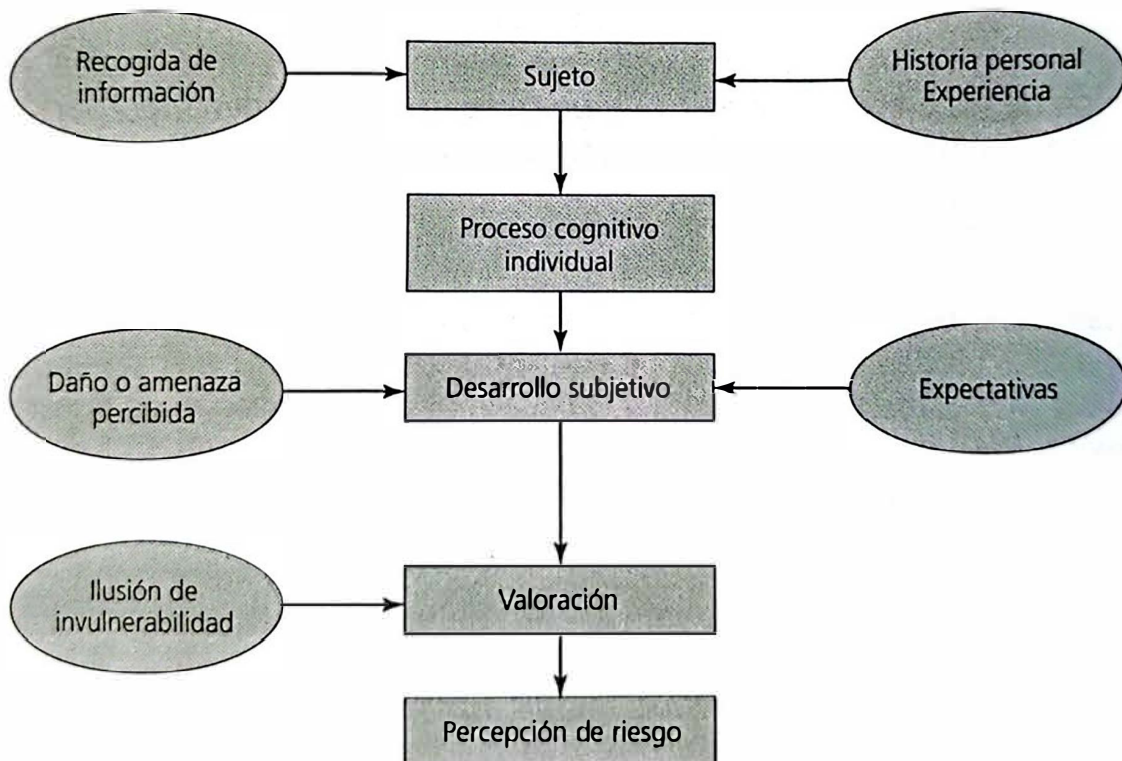 Recogida de
información
Sujeto
Historia personal
Experiencia
Proceso cognitivo
individual
Daño o amenaza
percibida
Desarrollo subjetivo
Expectativas
Ilusión de
invulnerabilidad
Valoración
Percepción de riesgo